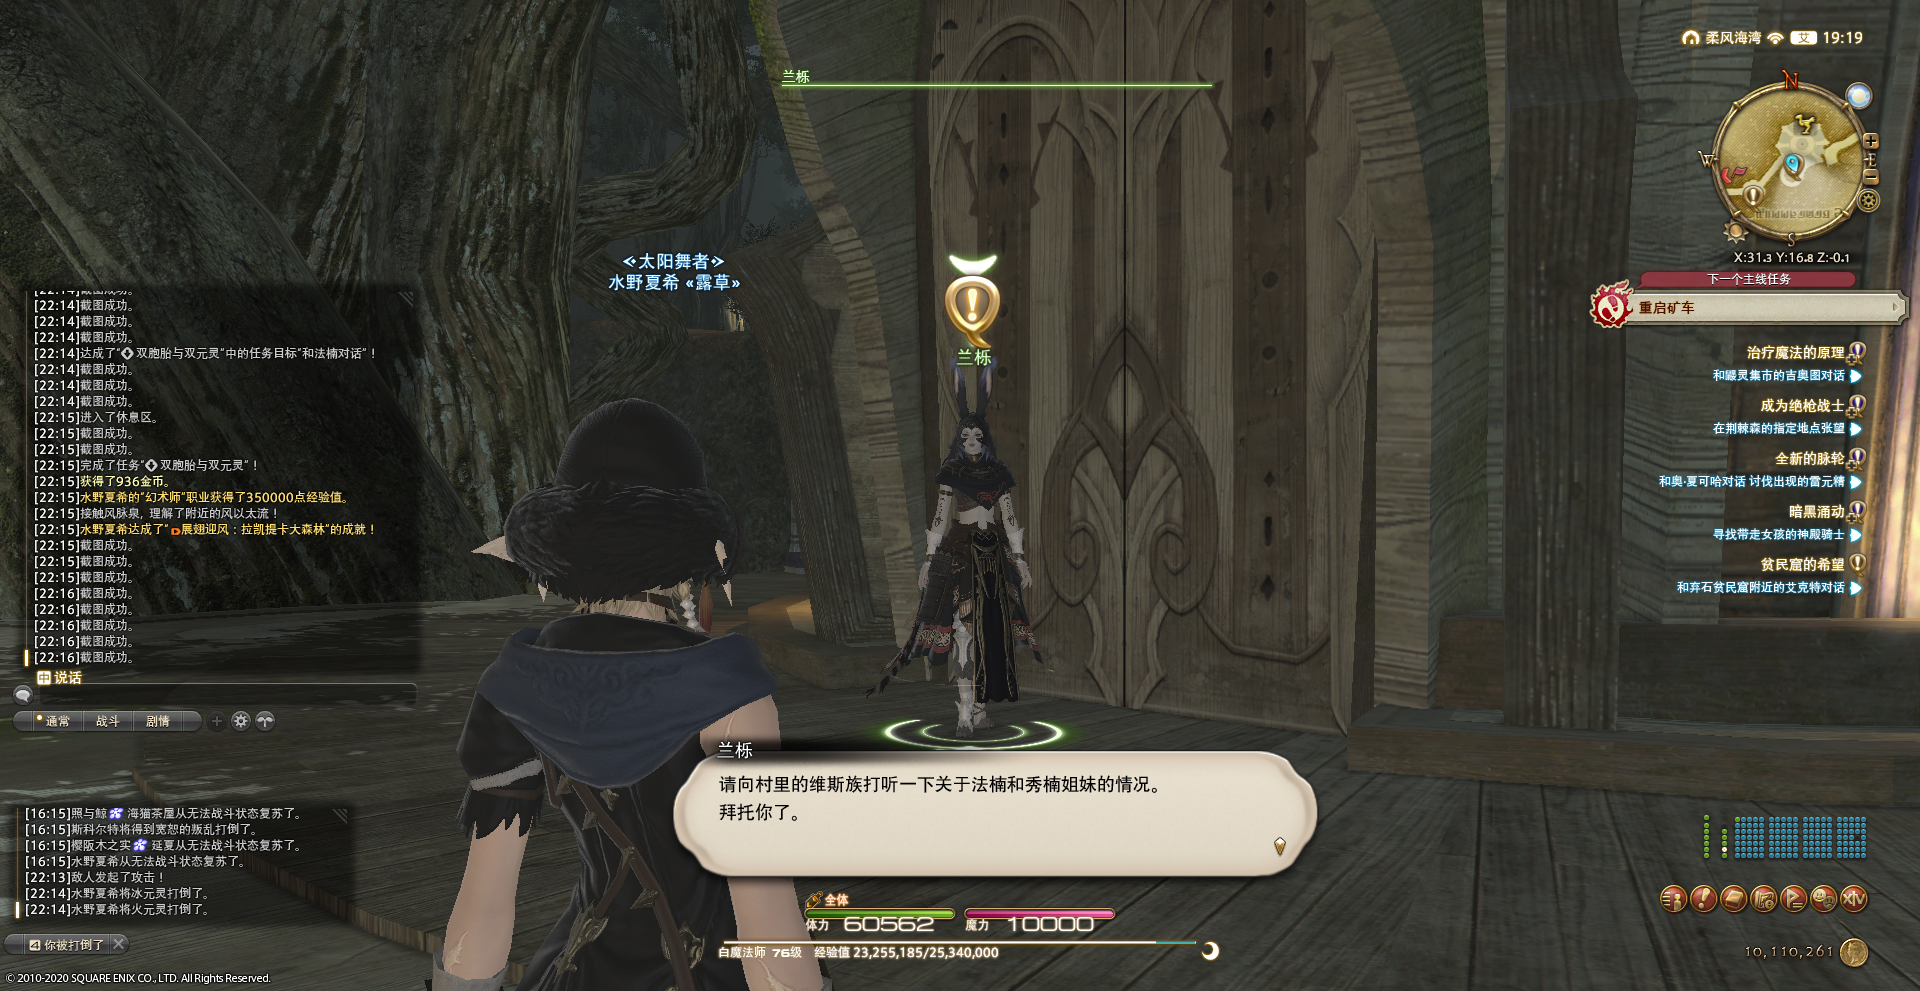 兰栎
柔风海湾 艾 19:19
N
W
E
S
X:31.3 Y:16.8 Z:-0.1
下一个主线任务
重启矿车
治疗魔法的原理
和鼹灵集市的吉奥图对话
成为绝枪战士
在荆棘森的指定地点张望
全新的脉轮
和奥·夏可哈对话 讨伐出现的雷元精
暗黑涌动
寻找带走女孩的神殿骑士
贫民窟的希望
和弃石贫民窟附近的艾克特对话
太阳舞者
水野夏希 «露草»
兰栎
[22:14]截图成功。
[22:14]截图成功。
[22:14]截图成功。
[22:14]截图成功。
[22:14]达成了“双胞胎与双元灵”中的任务目标“和法楠对话”！
[22:14]截图成功。
[22:14]截图成功。
[22:14]截图成功。
[22:15]进入了休息区。
[22:15]截图成功。
[22:15]截图成功。
[22:15]完成了任务“双胞胎与双元灵”！
[22:15]获得了936金币。
[22:15]水野夏希的“幻术师”职业获得了350000点经验值。
[22:15]接触风脉泉，理解了附近的风以太流！
[22:15]水野夏希达成了“展翅迎风：拉凯提卡大森林”的成就！
[22:15]截图成功。
[22:15]截图成功。
[22:15]截图成功。
[22:16]截图成功。
[22:16]截图成功。
[22:16]截图成功。
[22:16]截图成功。
[22:16]截图成功。
说话
通常 战斗 剧情
兰栎
请向村里的维斯族打听一下关于法楠和秀楠姐妹的情况。
拜托你了。
[16:15]照与鲸 海猫茶屋从无法战斗状态复苏了。
[16:15]斯科尔特将得到宽恕的叛乱打倒了。
[16:15]樱阪木之实 延夏从无法战斗状态复苏了。
[16:15]水野夏希从无法战斗状态复苏了。
[22:13]敌人发起了攻击！
[22:14]水野夏希将冰元灵打倒了。
[22:14]水野夏希将火元灵打倒了。
4 你被打倒了
全体
体力 60562 魔力 10000
白魔法师 76级 经验值 23,255,185/25,340,000
10,110,261
© 2010-2020 SQUARE ENIX CO., LTD. All Rights Reserved.